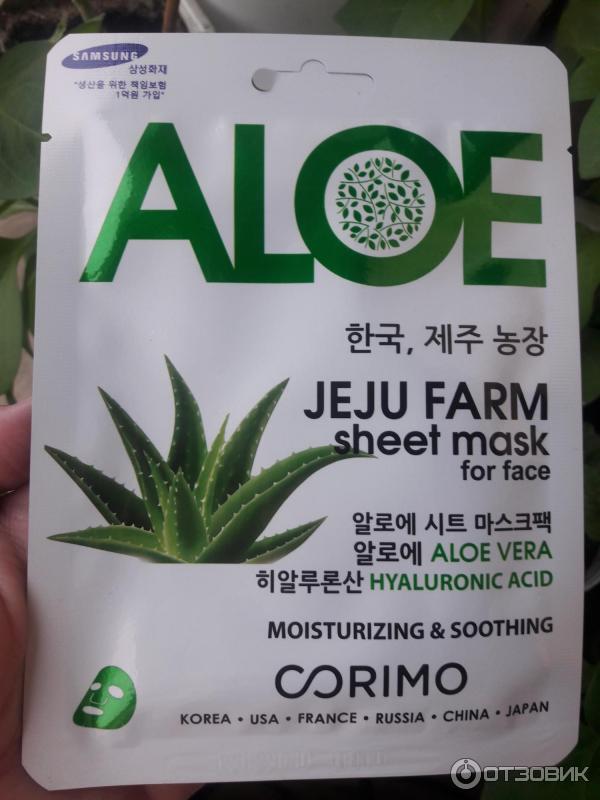 SAMSUNG
삼성화재
"생산을 위한 책임보험
1억원 가입"
ALOE
한국, 제주 농장
JEJU FARM
sheet mask
for face
알로에 시트 마스크팩
알로에 ALOE VERA
히알루론산 HYALURONIC ACID
MOISTURIZING & SOOTHING
CORIMO
KOREA • USA • FRANCE • RUSSIA • CHINA • JAPAN
ОТЗОВИК